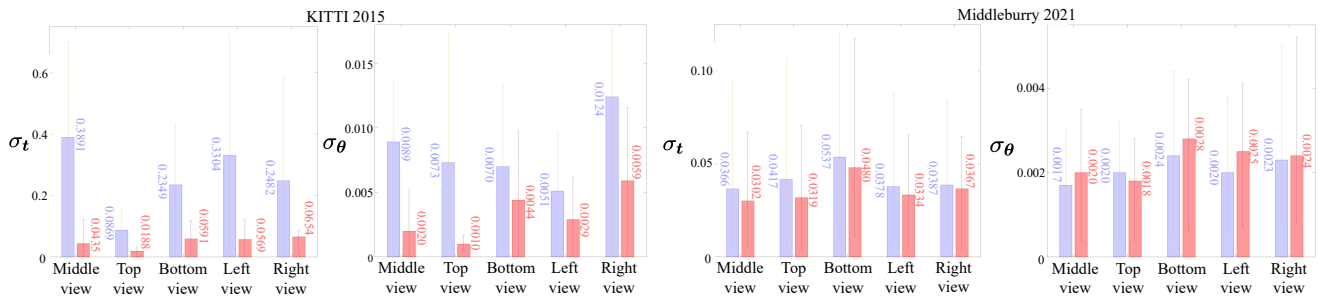 KITTI 2015
Middleburry 2021
σt
0.6
0.4
0.2
0
0.3891
0.0435
0.0869
0.0188
0.2349
0.0591
0.3304
0.0569
0.2482
0.0654
Middle view
Top view
Bottom view
Left view
Right view
σθ
0.015
0.010
0.005
0
0.0089
0.0020
0.0073
0.0010
0.0070
0.0044
0.0051
0.0029
0.0124
0.0059
Middle view
Top view
Bottom view
Left view
Right view
σt
0.10
0.05
0
0.0366
0.0302
0.0417
0.0319
0.0537
0.0480
0.0378
0.0334
0.0387
0.0367
Middle view
Top view
Bottom view
Left view
Right view
σθ
0.004
0.002
0
0.0017
0.0020
0.0020
0.0018
0.0024
0.0028
0.0020
0.0025
0.0023
0.0024
Middle view
Top view
Bottom view
Left view
Right view